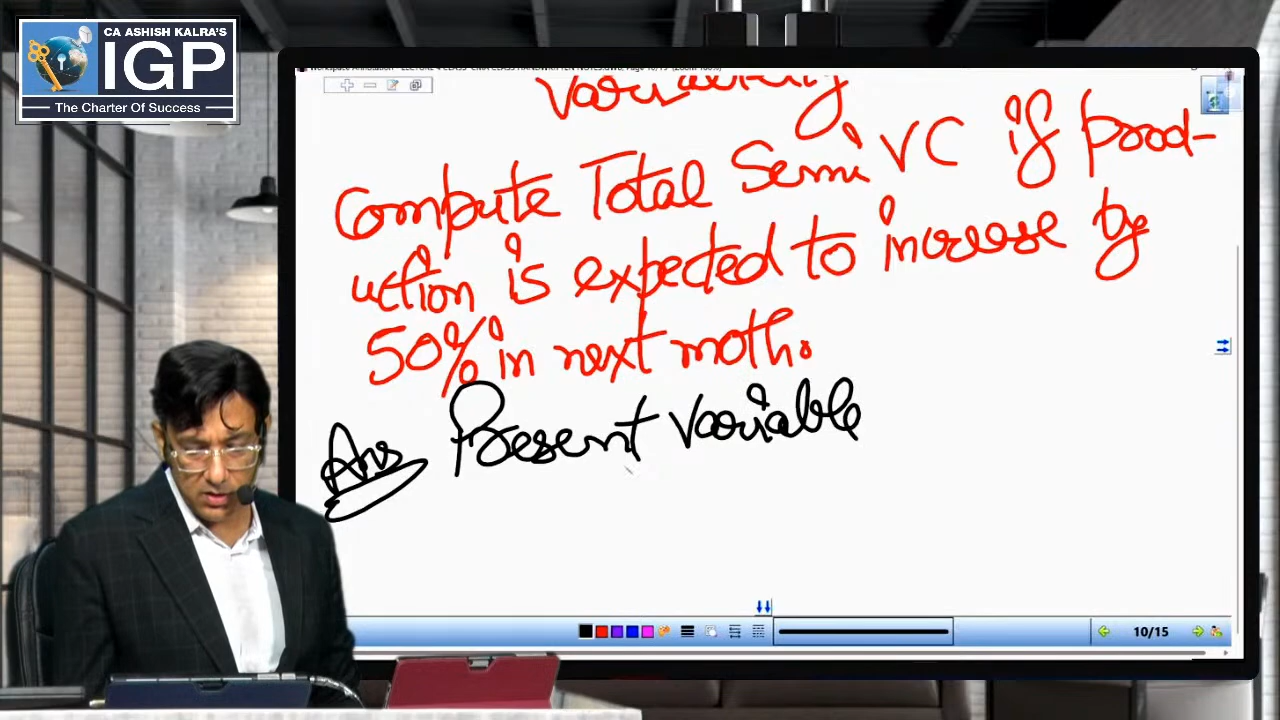 CA ASHISH KALRA'S
IGP
The Charter Of Success
Variability
Compute Total Semi VC if prod-
uction is expected to increase by
50% in next moth.
Ans Present Variable
10/15